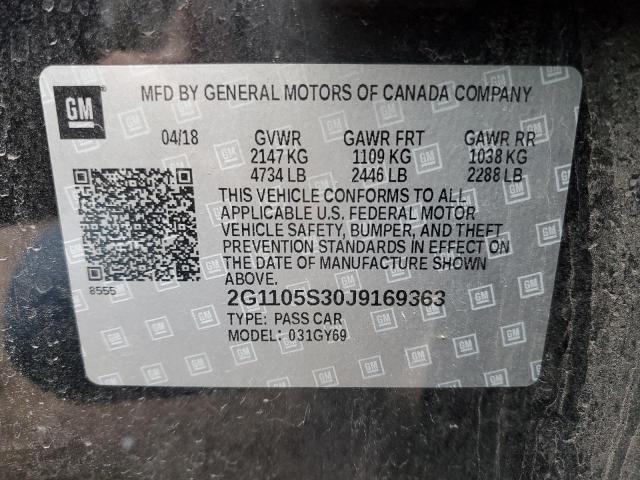 GM
MFD BY GENERAL MOTORS OF CANADA COMPANY
04/18 GVWR GAWR FRT GAWR RR
2147 KG 1109 KG 1038 KG
4734 LB 2446 LB 2288 LB
THIS VEHICLE CONFORMS TO ALL
APPLICABLE U.S. FEDERAL MOTOR
VEHICLE SAFETY, BUMPER, AND THEFT
PREVENTION STANDARDS IN EFFECT ON
THE DATE OF MANUFACTURE SHOWN
ABOVE.
8555
2G1105S30J9169363
TYPE: PASS CAR
MODEL: 031GY69